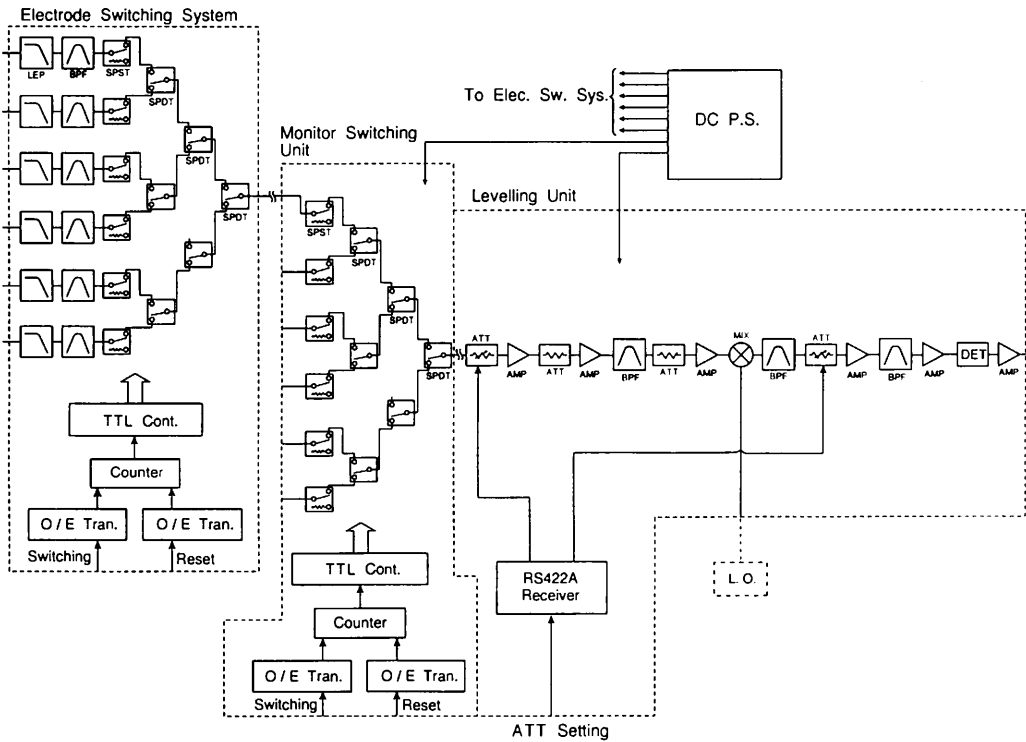 Electrode Switching System
LEP
BPF
SPST
SPDT
SPDT
SPDT
TTL Cont.
Counter
O/E Tran.
O/E Tran.
Switching
Reset
Monitor Switching
Unit
SPST
SPDT
SPDT
SPDT
TTL Cont.
Counter
O/E Tran.
O/E Tran.
Switching
Reset
To Elec. Sw. Sys.
DC P.S.
Levelling Unit
ATT
AMP
ATT
AMP
BPF
ATT
AMP
MIX
BPF
ATT
AMP
BPF
AMP
DET
AMP
RS422A
Receiver
L.O.
ATT Setting